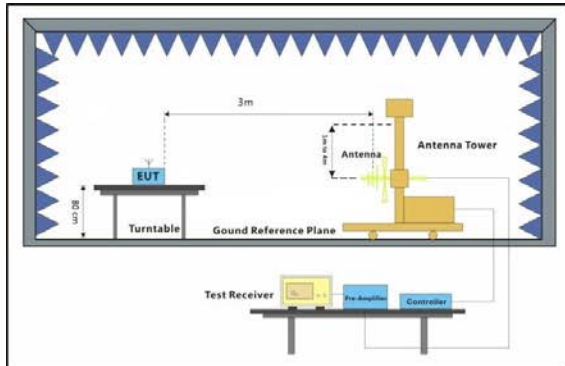 3m
1m to 4m
Antenna
Antenna Tower
EUT
80 cm
Turntable
Gound Reference Plane
Test Receiver
Pre-Amplifier
Controller